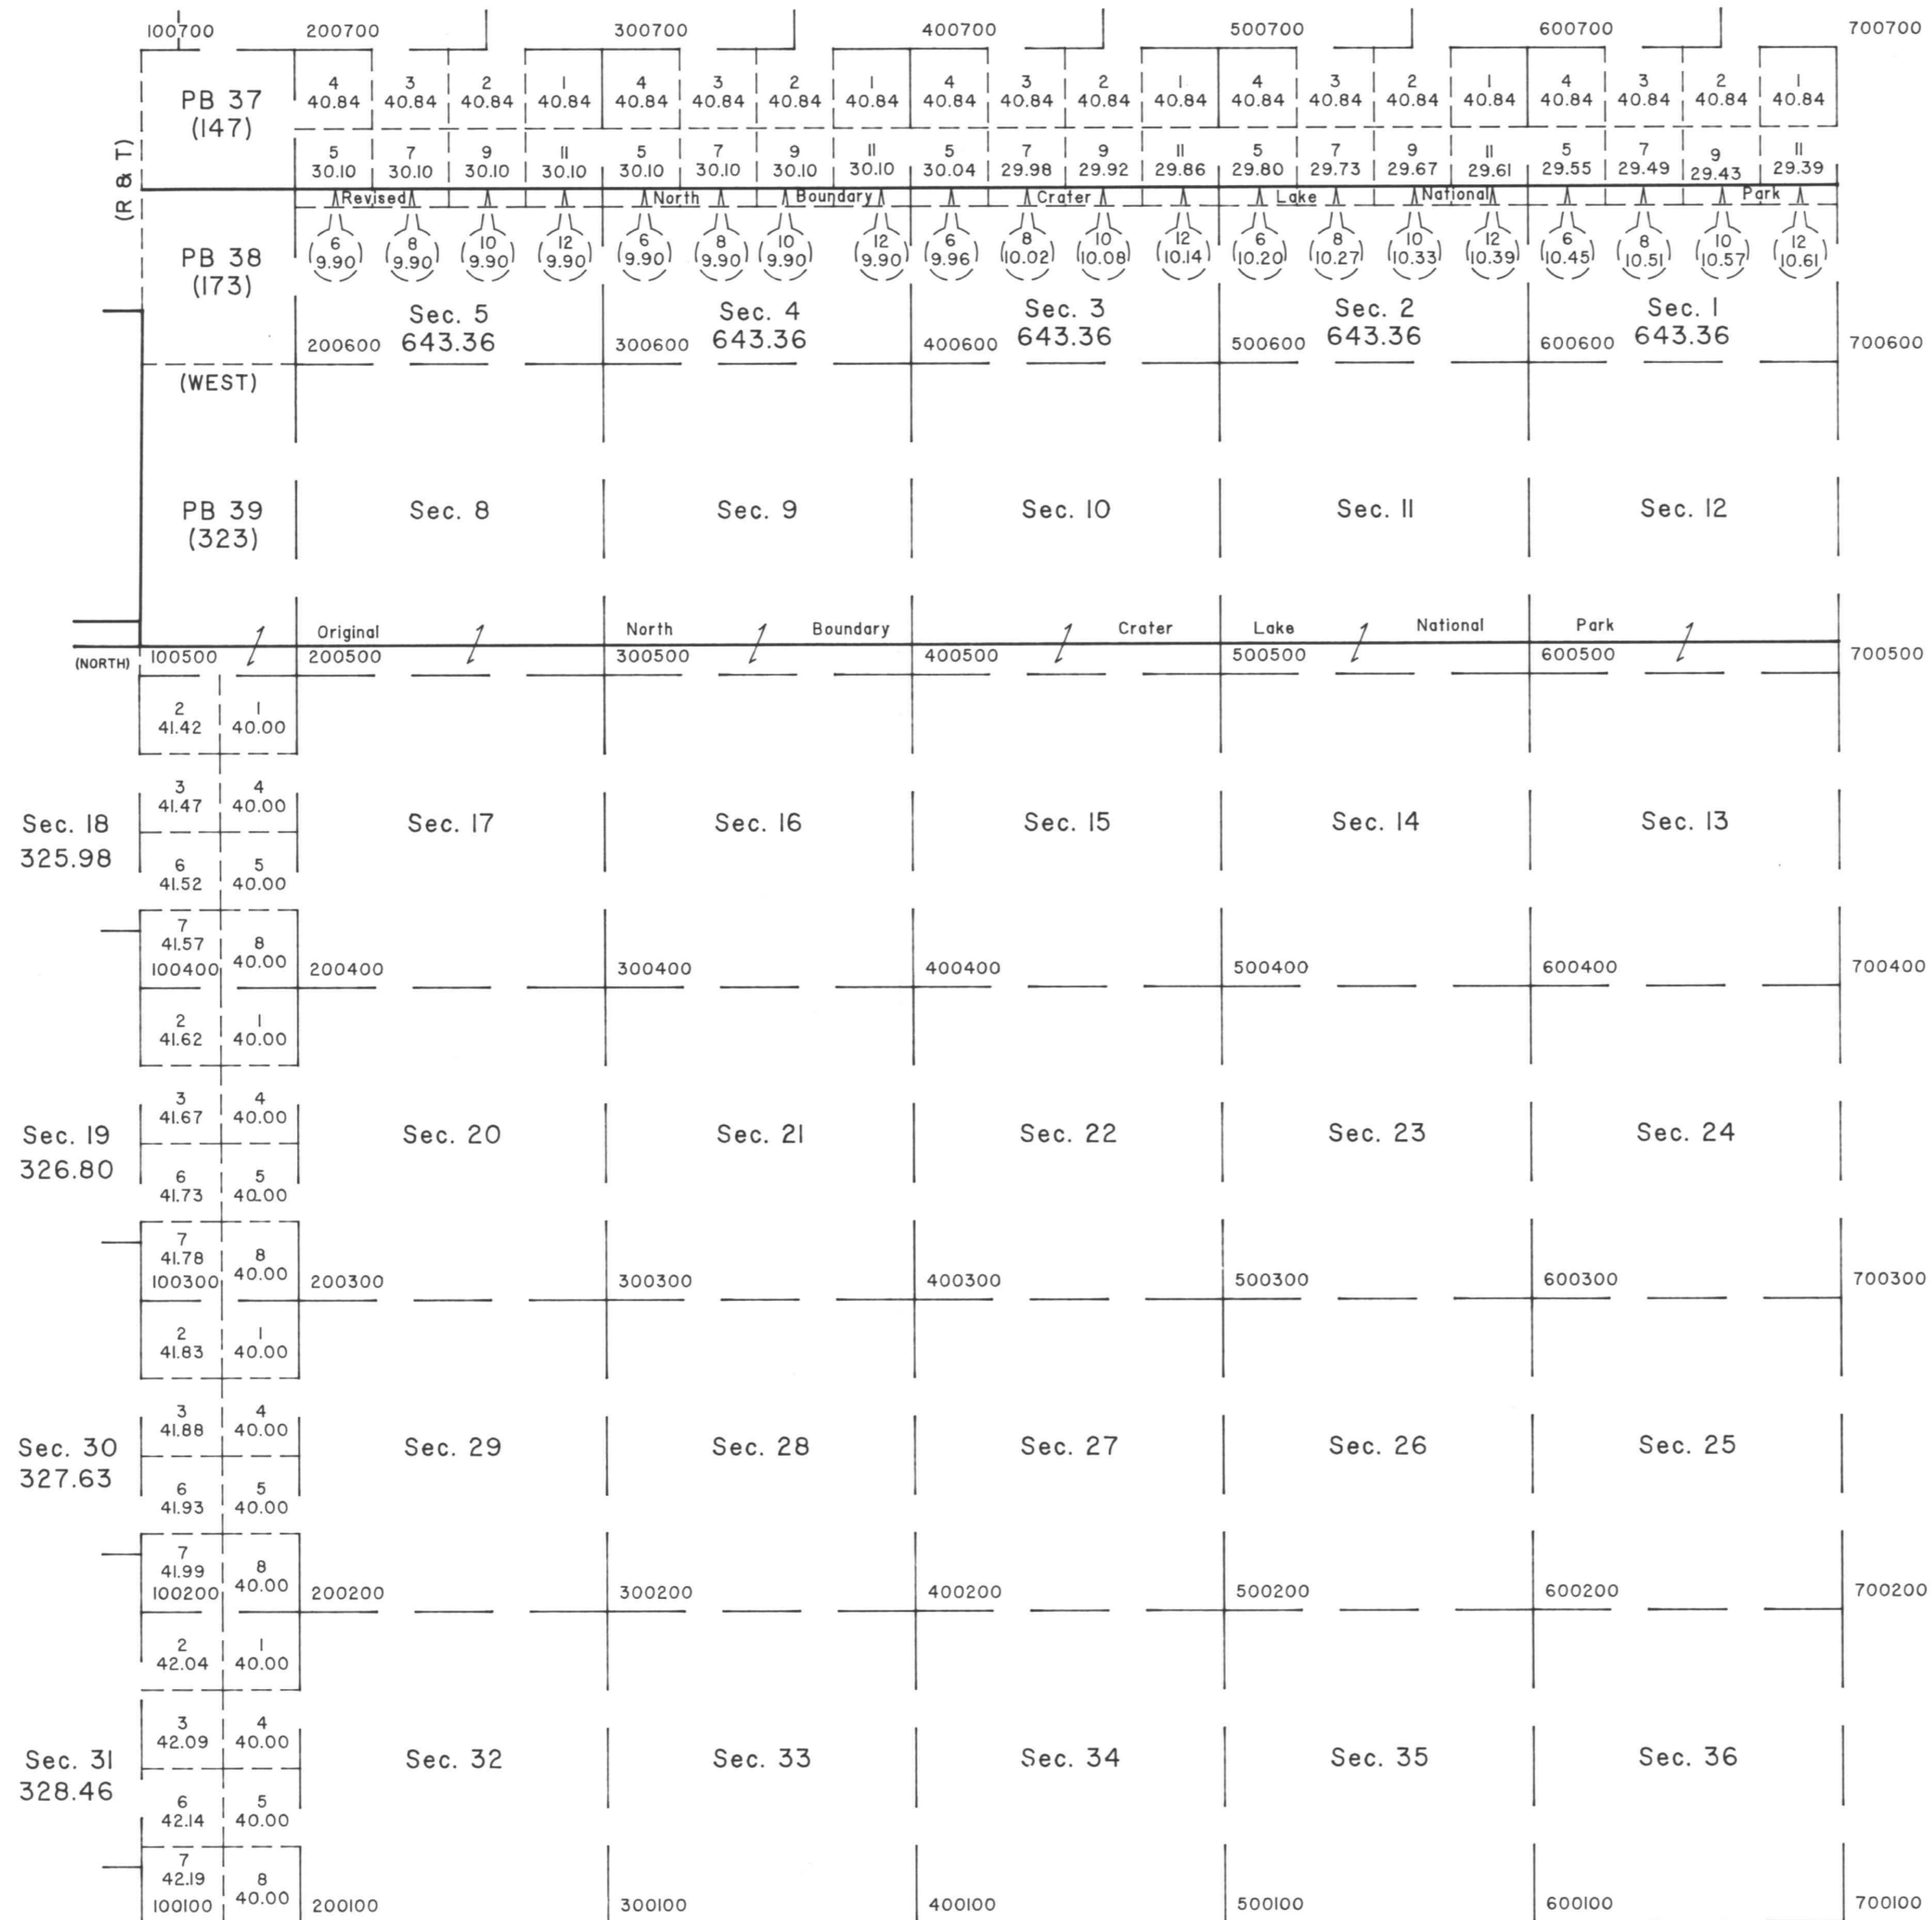 100700 200700 300700 400700 500700 600700 700700
PB 37
(147)
(R & T)
4 3 2 1 4 3 2 1 4 3 2 1 4 3 2 1 4 3 2 1
40.84 40.84 40.84 40.84 40.84 40.84 40.84 40.84 40.84 40.84 40.84 40.84 40.84 40.84 40.84 40.84 40.84 40.84 40.84 40.84
5 7 9 11 5 7 9 11 5 7 9 11 5 7 9 11 5 7 9 11
30.10 30.10 30.10 30.10 30.10 30.10 30.10 30.10 30.04 29.98 29.92 29.86 29.80 29.73 29.67 29.61 29.55 29.49 29.43 29.39
Revised North Boundary Crater Lake National Park
PB 38
(173)
6 8 10 12 6 8 10 12 6 8 10 12 6 8 10 12 6 8 10 12
9.90 9.90 9.90 9.90 9.90 9.90 9.90 9.90 9.96 10.02 10.08 10.14 10.20 10.27 10.33 10.39 10.45 10.51 10.57 10.61
Sec. 5 Sec. 4 Sec. 3 Sec. 2 Sec. 1
200600 643.36 300600 643.36 400600 643.36 500600 643.36 600600 643.36 700600
(WEST)
PB 39
(323)
Sec. 8 Sec. 9 Sec. 10 Sec. 11 Sec. 12
Original North Boundary Crater Lake National Park
(NORTH) 100500 200500 300500 400500 500500 600500 700500
2 1
41.42 40.00
3 4
41.47 40.00
Sec. 18 Sec. 17 Sec. 16 Sec. 15 Sec. 14 Sec. 13
325.98
6 5
41.52 40.00
7 8
41.57 40.00
100400 200400 300400 400400 500400 600400 700400
2 1
41.62 40.00
3 4
41.67 40.00
Sec. 19 Sec. 20 Sec. 21 Sec. 22 Sec. 23 Sec. 24
326.80
6 5
41.73 40.00
7 8
41.78 40.00
100300 200300 300300 400300 500300 600300 700300
2 1
41.83 40.00
3 4
41.88 40.00
Sec. 30 Sec. 29 Sec. 28 Sec. 27 Sec. 26 Sec. 25
327.63
6 5
41.93 40.00
7 8
41.99 40.00
100200 200200 300200 400200 500200 600200 700200
2 1
42.04 40.00
3 4
42.09 40.00
Sec. 31 Sec. 32 Sec. 33 Sec. 34 Sec. 35 Sec. 36
328.46
6 5
42.14 40.00
7 8
42.19 40.00
100100 200100 300100 400100 500100 600100 700100